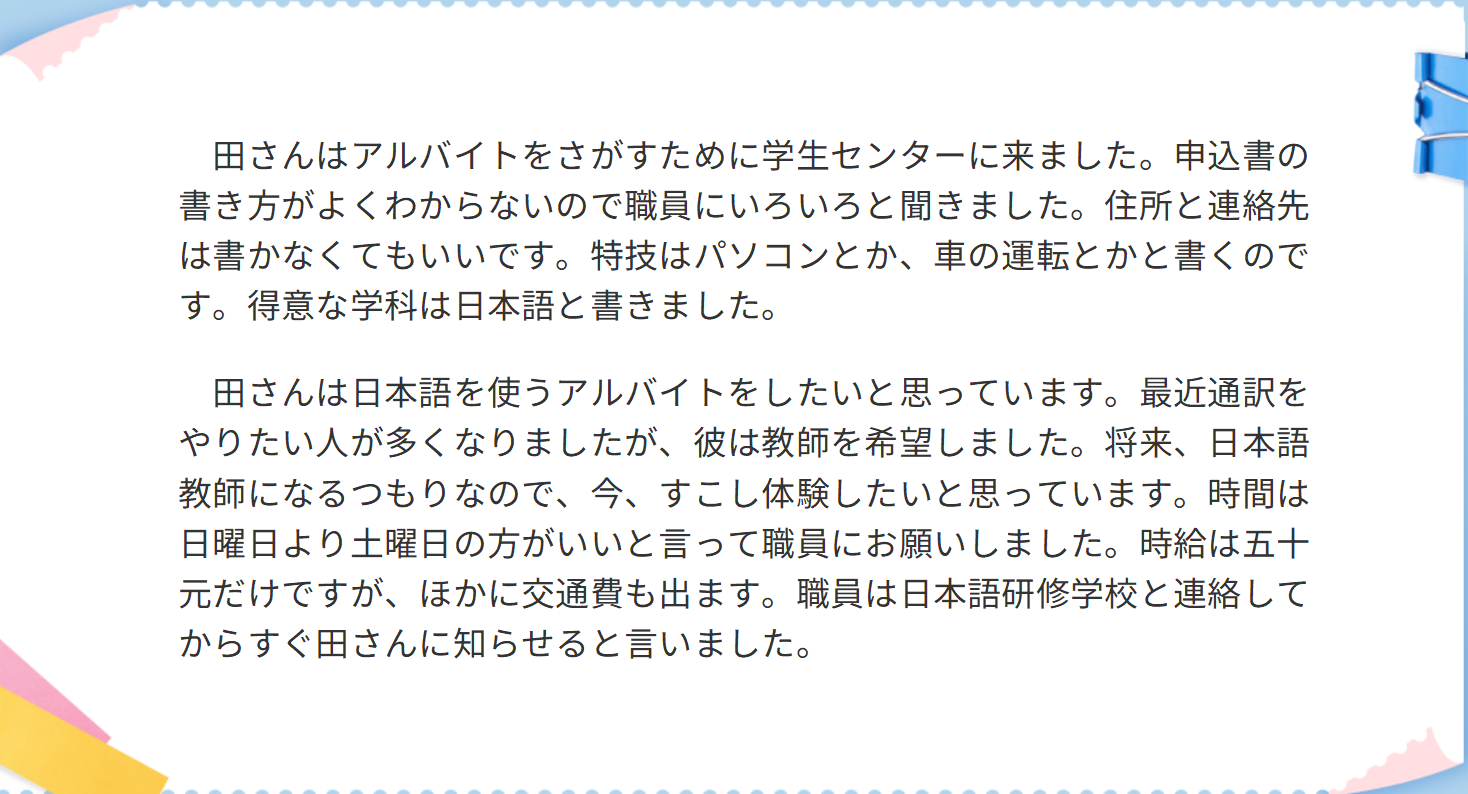 田さんはアルバイトをさがすために学生センターに来ました。申込書の
書き方がよくわからないので職員にいろいろと聞きました。住所と連絡先
は書かなくてもいいです。特技はパソコンとか、車の運転とかと書くので
す。得意な学科は日本語と書きました。
田さんは日本語を使うアルバイトをしたいと思っています。最近通訳を
やりたい人が多くなりましたが、彼は教師を希望しました。将来、日本語
教師になるつもりなので、今、すこし体験したいと思っています。時間は
日曜日より土曜日の方がいいと言って職員にお願いしました。時給は五十
元だけですが、ほかに交通費も出ます。職員は日本語研修学校と連絡して
からすぐ田さんに知らせると言いました。